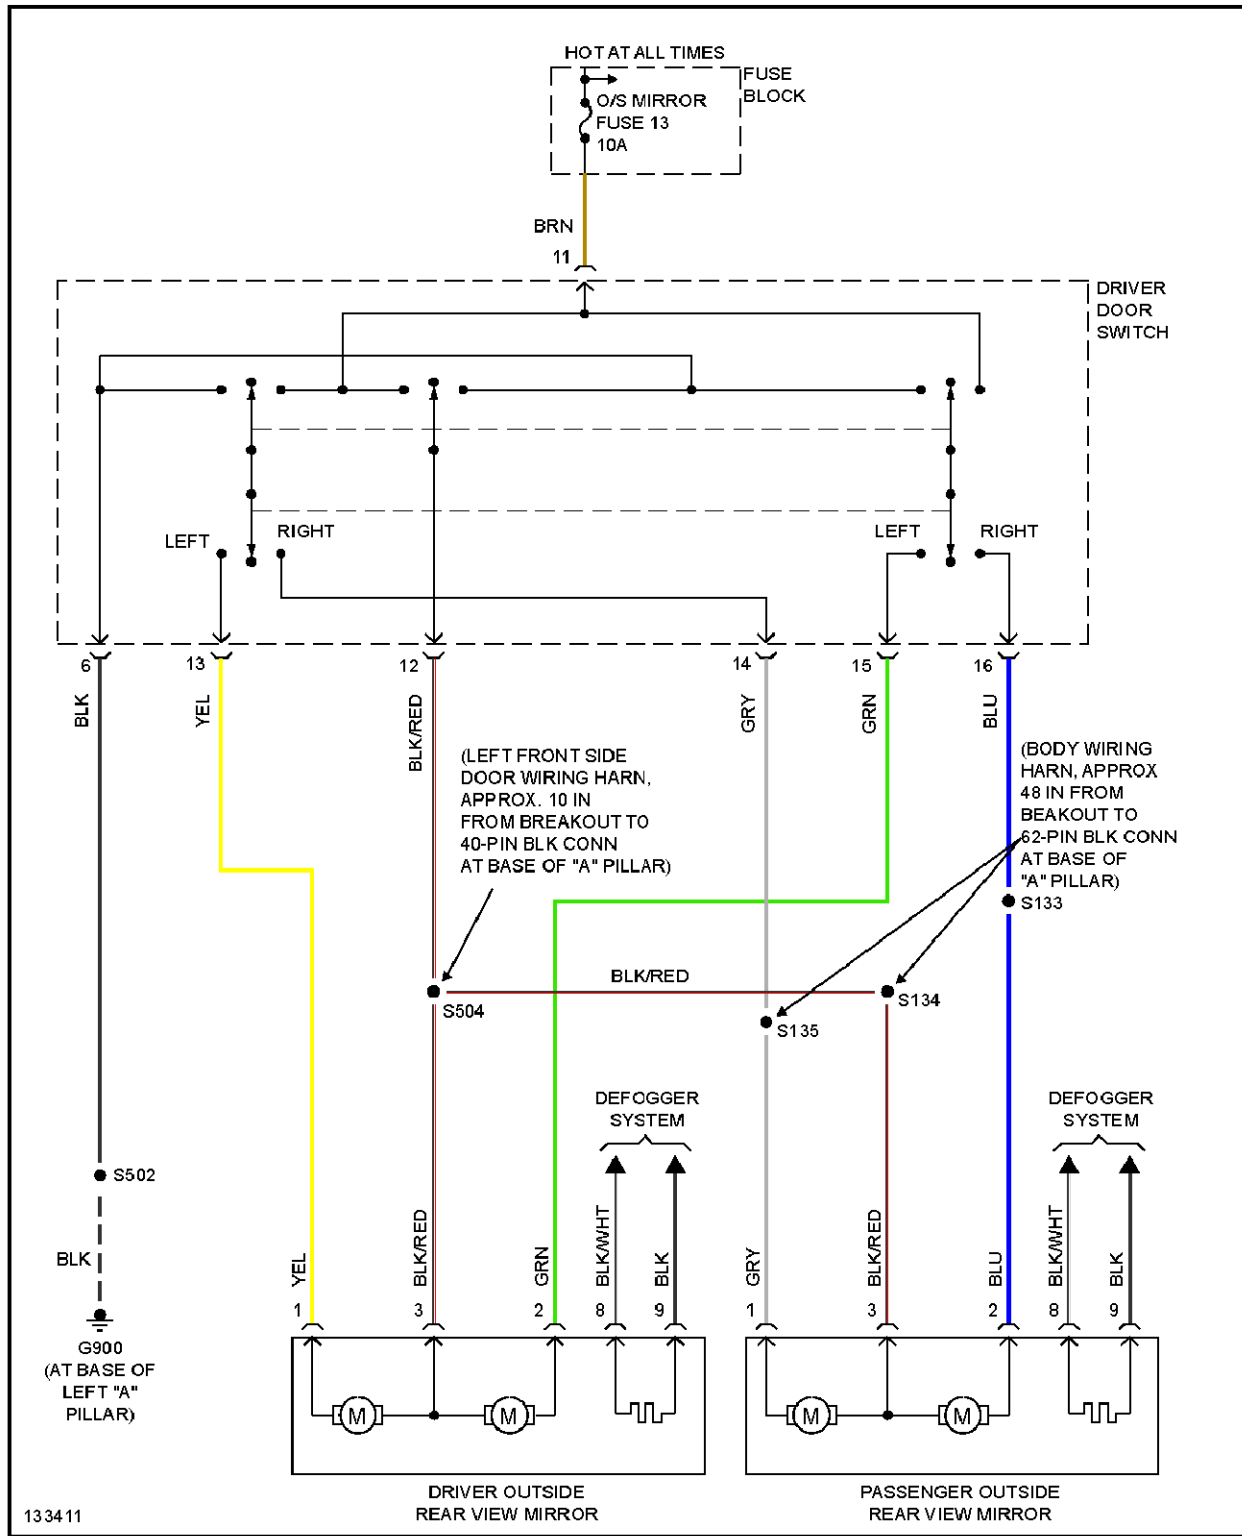 HOT AT ALL TIMES
FUSE
BLOCK
O/S MIRROR
FUSE 13
10A
BRN
11
DRIVER
DOOR
SWITCH
LEFT
RIGHT
LEFT
RIGHT
6
13
12
14
15
16
BLK
YEL
BLK/RED
GRY
GRN
BLU
(LEFT FRONT SIDE
DOOR WIRING HARN,
APPROX. 10 IN
FROM BREAKOUT TO
40-PIN BLK CONN
AT BASE OF "A" PILLAR)
(BODY WIRING
HARN, APPROX
48 IN FROM
BEAKOUT TO
62-PIN BLK CONN
AT BASE OF
"A" PILLAR)
S133
BLK/RED
S504
S134
S135
DEFOGGER
SYSTEM
DEFOGGER
SYSTEM
S502
BLK
YEL
BLK/RED
GRN
BLK/WHT
BLK
GRY
BLK/RED
BLU
BLK/WHT
BLK
1
3
2
8
9
1
3
2
8
9
G900
(AT BASE OF
LEFT "A"
PILLAR)
M
M
M
M
DRIVER OUTSIDE
REAR VIEW MIRROR
PASSENGER OUTSIDE
REAR VIEW MIRROR
133411